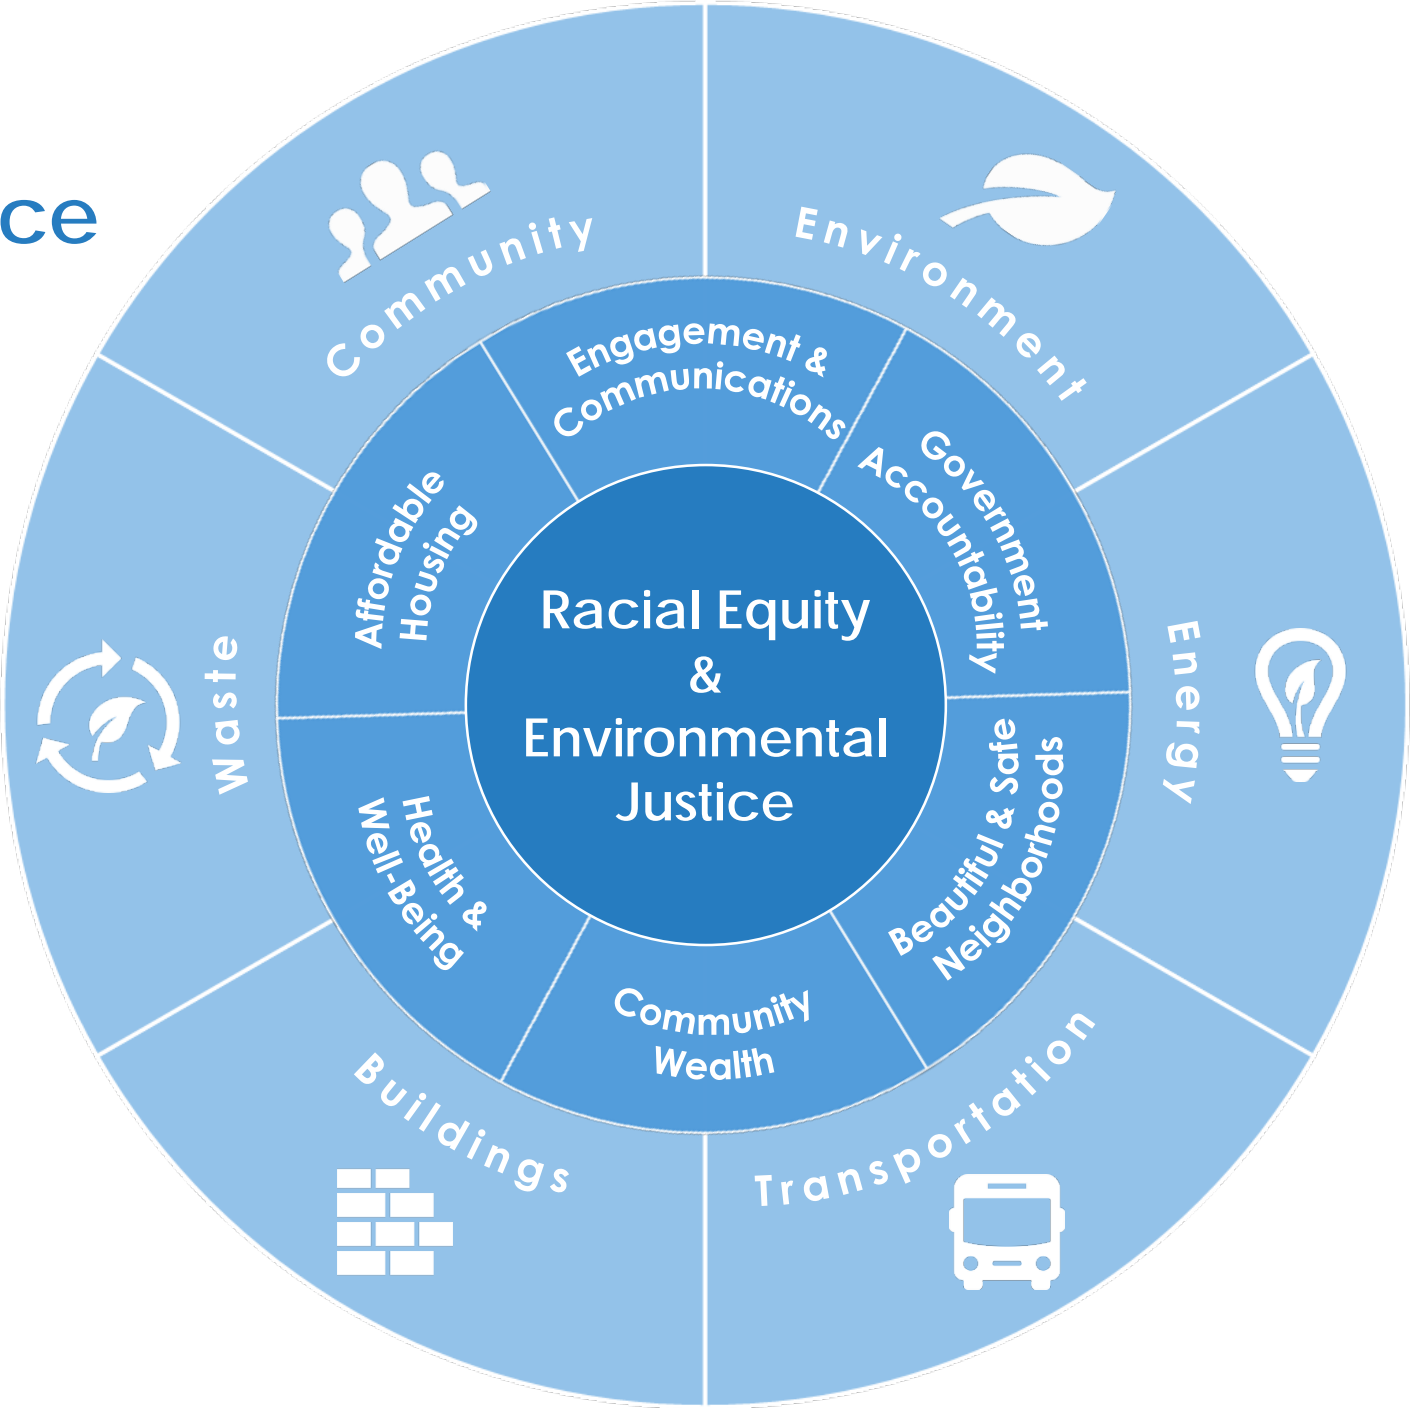 ce
Community
Environment
Energy
Transportation
Buildings
Waste
Engagement &
Communications
Government
Accountability
Beautiful & Safe
Neighborhoods
Community
Wealth
Health &
Well-Being
Affordable
Housing
Racial Equity
&
Environmental
Justice